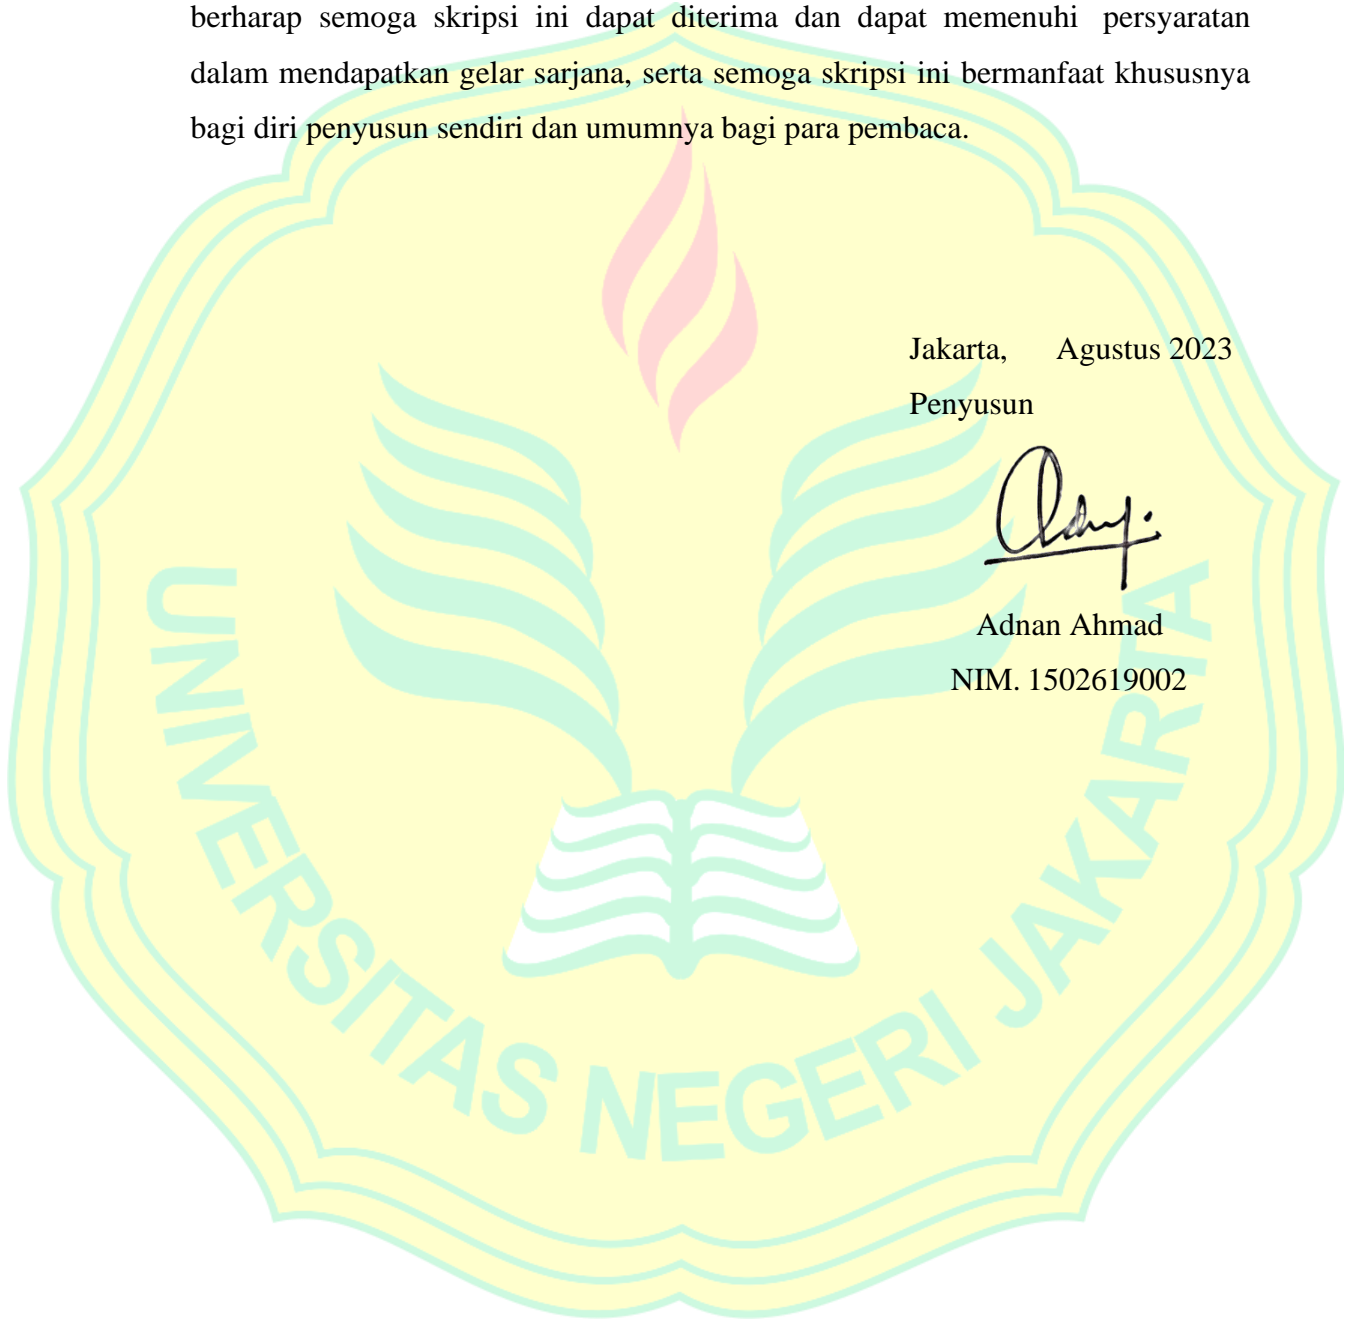 berharap semoga skripsi ini dapat diterima dan dapat memenuhi persyaratan
dalam mendapatkan gelar sarjana, serta semoga skripsi ini bermanfaat khususnya
bagi diri penyusun sendiri dan umumnya bagi para pembaca.
Jakarta, Agustus 2023
Penyusun
Adnan Ahmad
NIM. 1502619002
UNIVERSITAS NEGERI JAKARTA